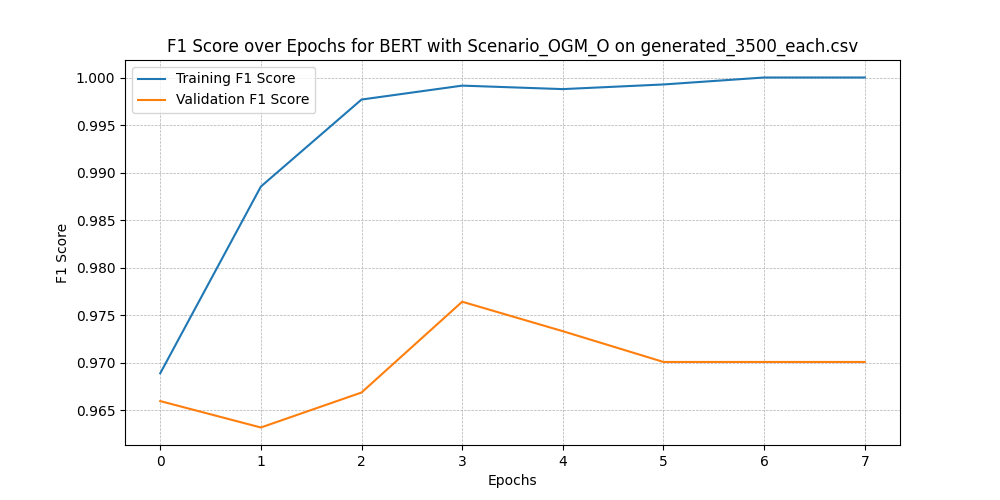 F1 Score over Epochs for BERT with Scenario_OGM_O on generated_3500_each.csv
Training F1 Score
Validation F1 Score
F1 Score
1.000
0.995
0.990
0.985
0.980
0.975
0.970
0.965
0 1 2 3 4 5 6 7
Epochs